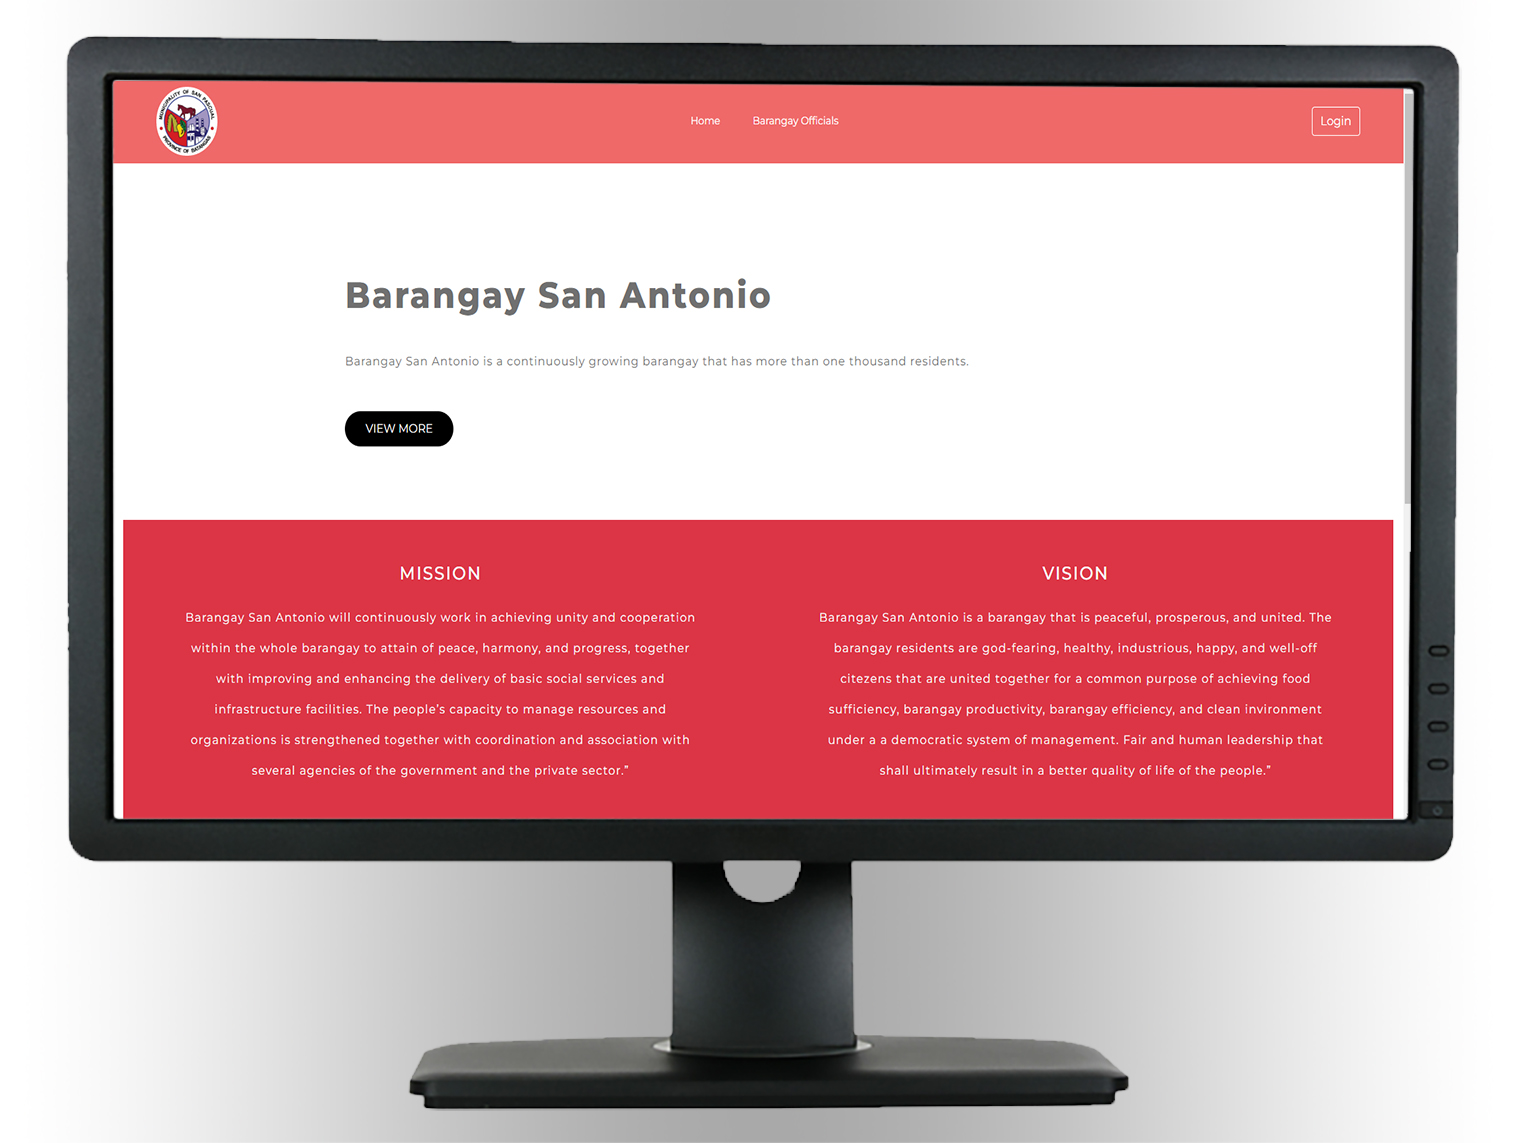 MUNICIPALITY OF SAN PASCUAL
PROVINCE OF BATANGAS
Home
Barangay Officials
Login
Barangay San Antonio
Barangay San Antonio is a continuously growing barangay that has more than one thousand residents.
VIEW MORE
MISSION
Barangay San Antonio will continuously work in achieving unity and cooperation
within the whole barangay to attain of peace, harmony, and progress, together
with improving and enhancing the delivery of basic social services and
infrastructure facilities. The people's capacity to manage resources and
organizations is strengthened together with coordination and association with
several agencies of the government and the private sector.”
VISION
Barangay San Antonio is a barangay that is peaceful, prosperous, and united. The
barangay residents are god-fearing, healthy, industrious, happy, and well-off
citezens that are united together for a common purpose of achieving food
sufficiency, barangay productivity, barangay efficiency, and clean invironment
under a a democratic system of management. Fair and human leadership that
shall ultimately result in a better quality of life of the people.”